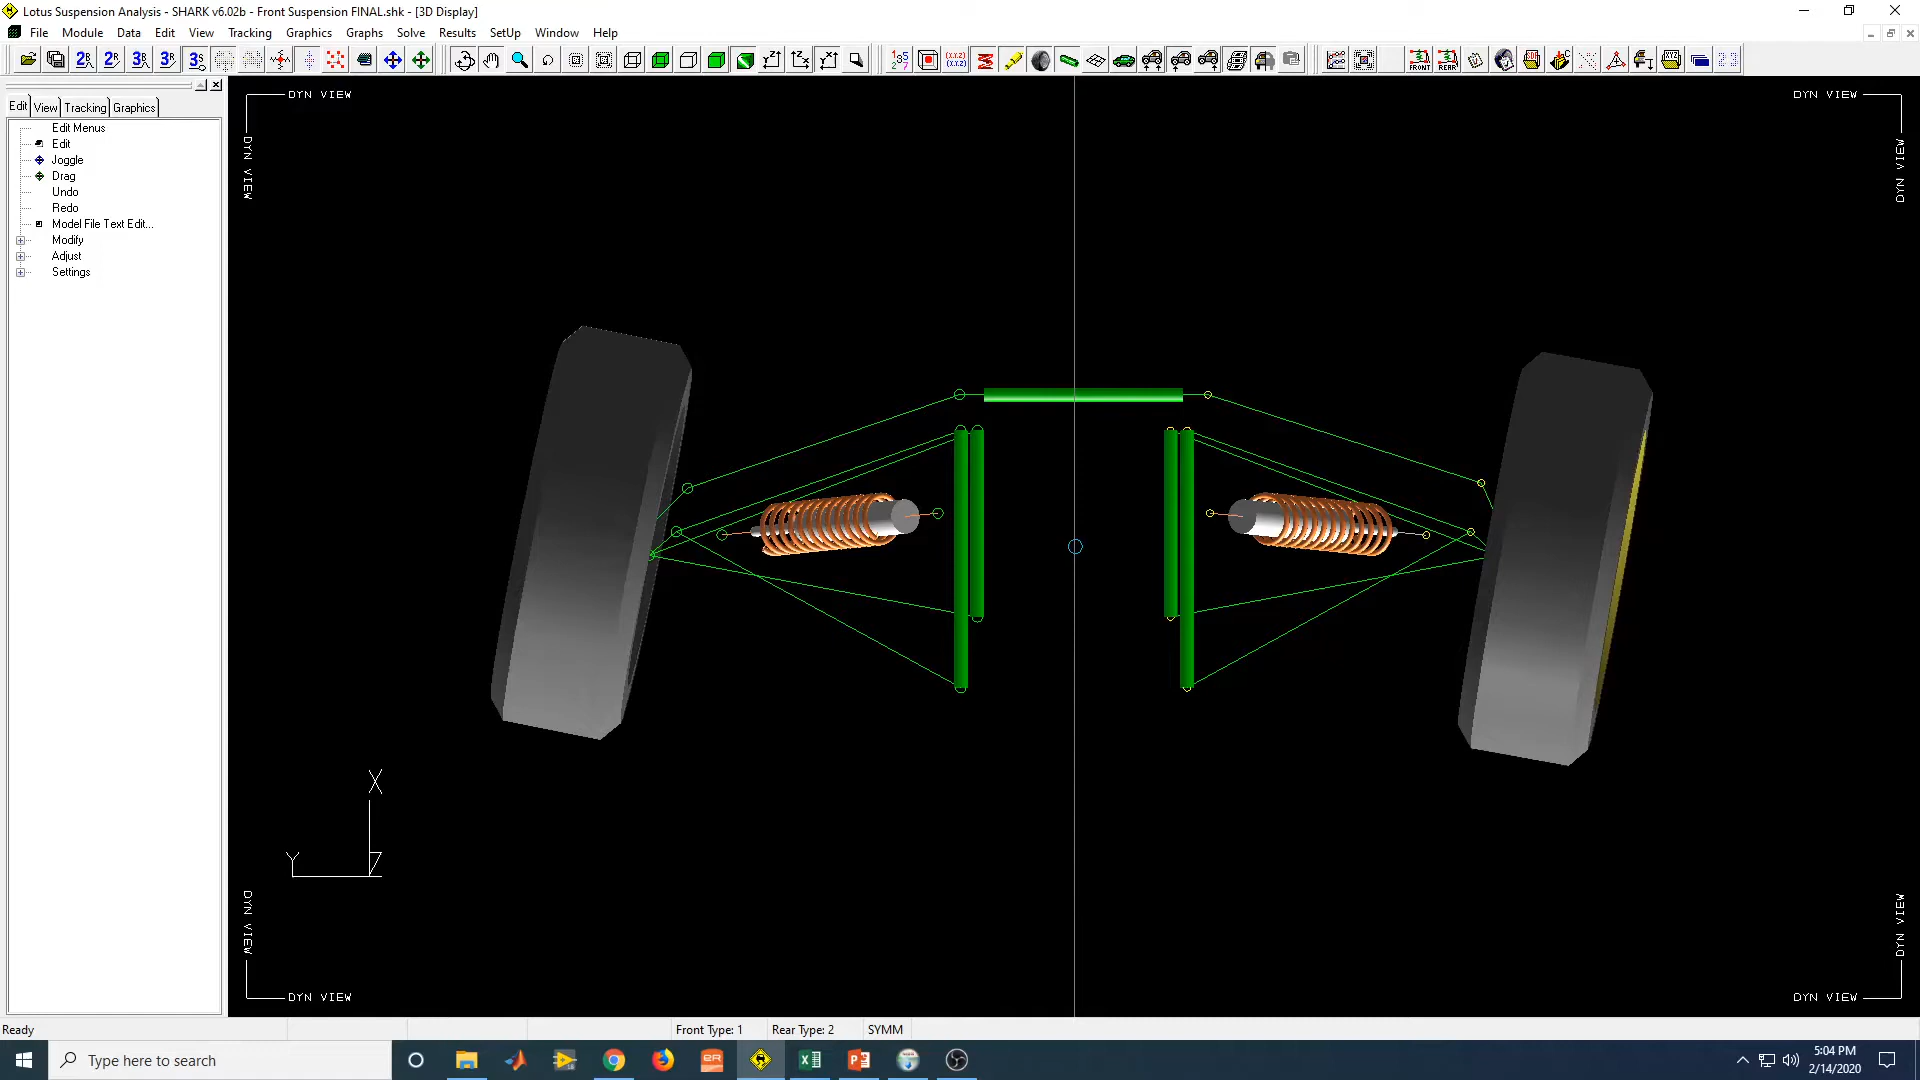 Lotus Suspension Analysis - SHARK v6.02b - Front Suspension FINAL.shk - [3D Display]
File Module Data Edit View Tracking Graphics Graphs Solve Results SetUp Window Help
Edit View Tracking Graphics
Edit Menus
Edit
Joggle
Drag
Undo
Redo
Model File Text Edit...
Modify
Adjust
Settings
DYN VIEW
DYN VIEW
DYN VIEW
DYN VIEW
X
Y
Z
DYN VIEW
DYN VIEW
DYN VIEW
DYN VIEW
Ready
Front Type: 1
Rear Type: 2
SYMM
Type here to search
5:04 PM
2/14/2020